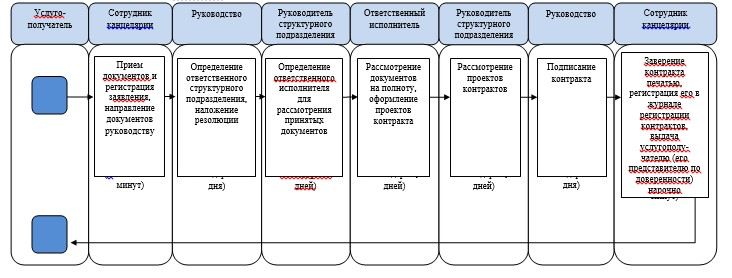 Услуго-
получатель
Сотрудник
канцелярии
Руководство
Руководитель
структурного
подразделения
Ответственный
исполнитель
Руководитель
структурного
подразделения
Руководство
Сотрудник
канцелярии
Прием
документов и
регистрация
заявления,
направление
документов
руководству
минут)
Определение
ответственного
структурного
подразделения,
наложение
резолюции
дня)
Определение
ответственного
исполнителя
для
рассмотрения
принятых
документов
дней)
Рассмотрение
документов
на полноту,
оформление
проектов
контракта
дней)
Рассмотрение
проектов
контрактов
дней)
Подписание
контракта
дня)
Заверение
контракта
печатью,
регистрация его в
журнале
регистрации
контрактов,
выдача
услугополу-
чателю (его
представителю по
доверенности)
нарочно